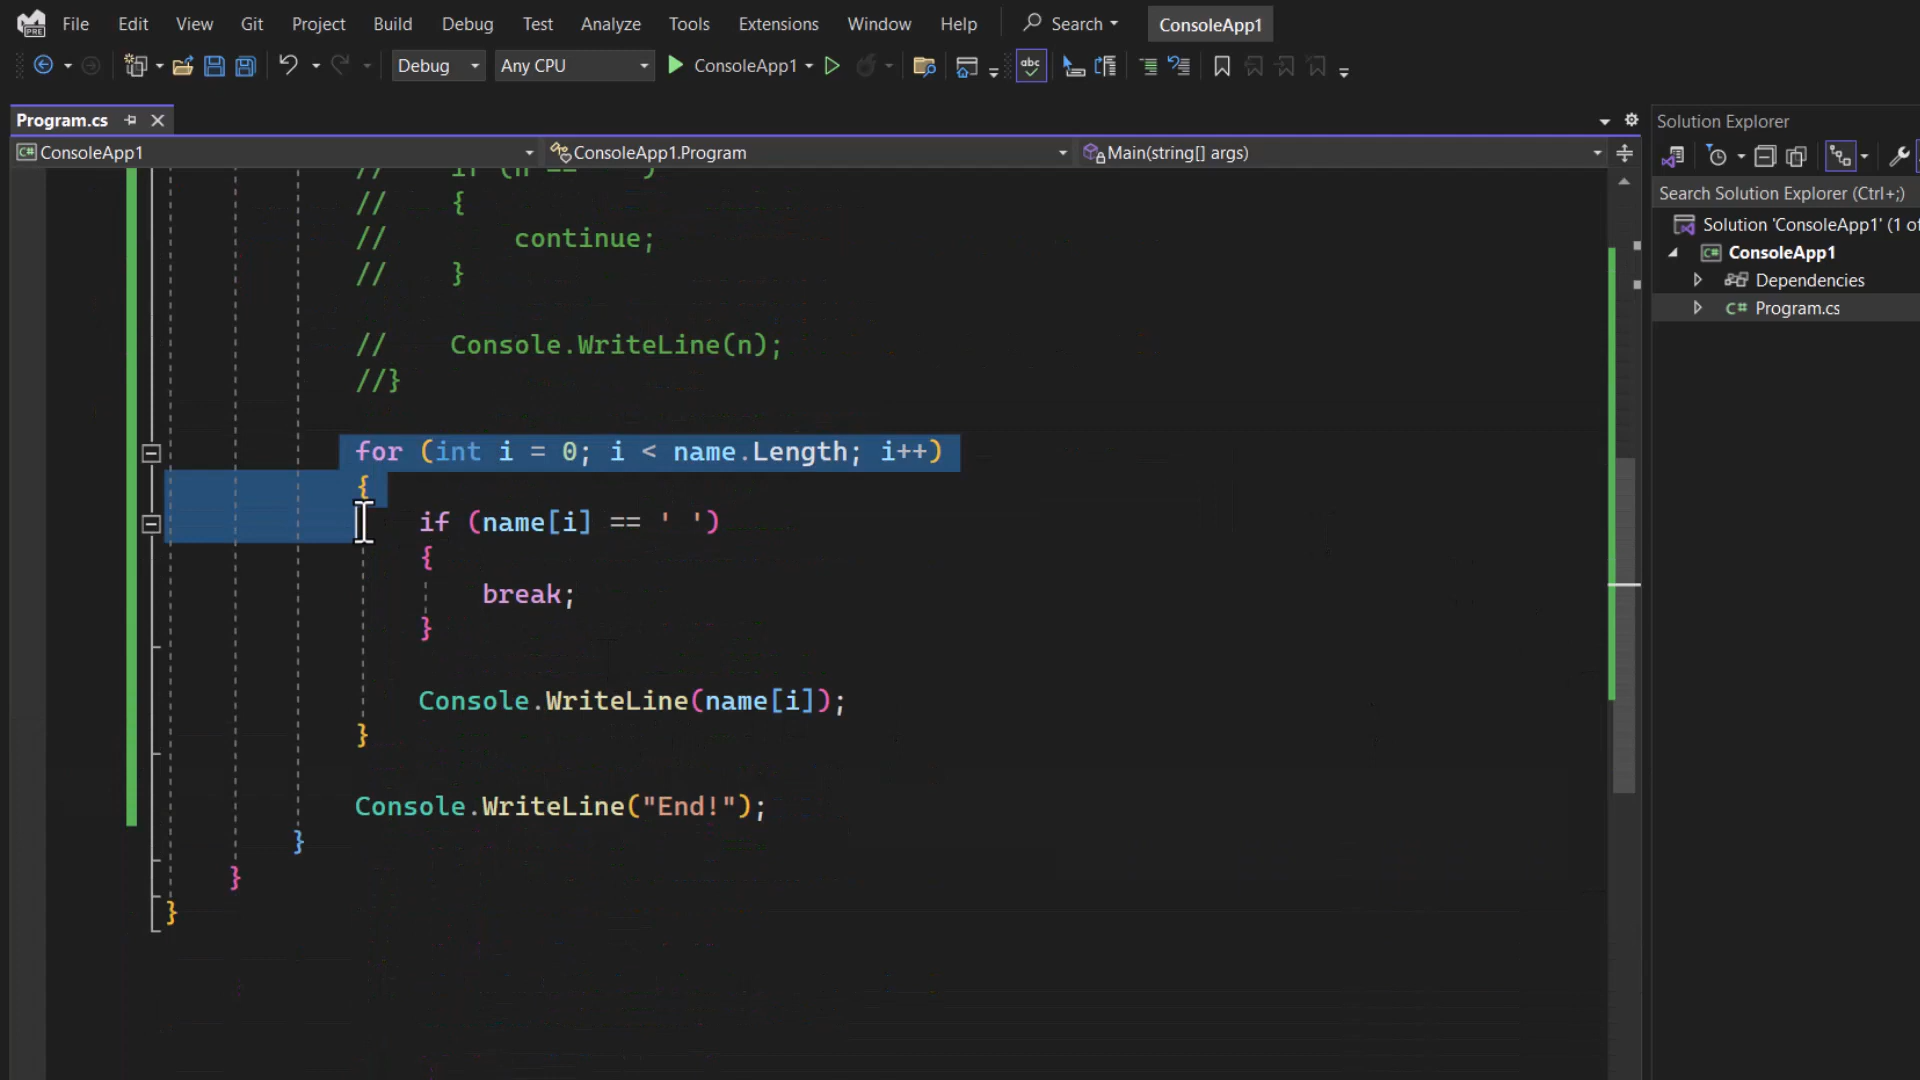 File Edit View Git Project Build Debug Test Analyze Tools Extensions Window Help Search ConsoleApp1
Debug Any CPU ConsoleApp1
Program.cs
ConsoleApp1 ConsoleApp1.Program Main(string[] args)
//    {
//        continue;
//    }
//    Console.WriteLine(n);
//}
for (int i = 0; i < name.Length; i++)
{
if (name[i] == ' ')
{
break;
}
Console.WriteLine(name[i]);
}
Console.WriteLine("End!");
}
}
}
Solution Explorer
Search Solution Explorer (Ctrl+;)
Solution 'ConsoleApp1' (1 of
ConsoleApp1
Dependencies
C# Program.cs